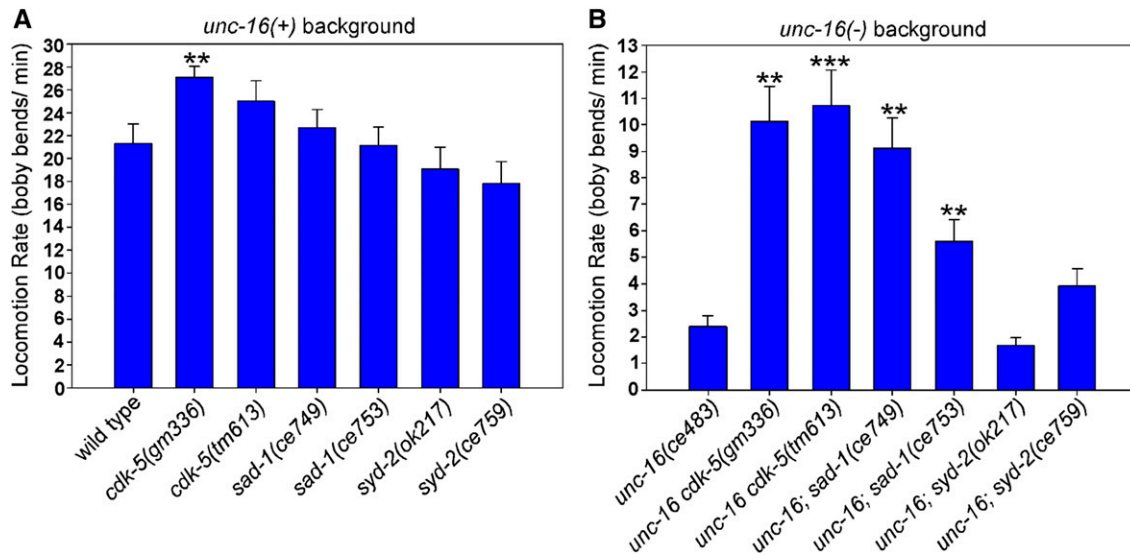 A
unc-16(+) background
Locomotion Rate (boby bends/ min)
30
28
26
24
22
20
18
16
14
12
10
8
6
4
2
0
**
wild type
cdk-5(gm336)
cdk-5(tm613)
sad-1(ce749)
sad-1(ce753)
syd-2(ok217)
syd-2(ce759)
B
unc-16(-) background
Locomotion Rate (boby bends/ min)
13
12
11
10
9
8
7
6
5
4
3
2
1
0
**
***
**
**
unc-16(ce483)
unc-16 cdk-5(gm336)
unc-16 cdk-5(tm613)
unc-16; sad-1(ce749)
unc-16; sad-1(ce753)
unc-16; syd-2(ok217)
unc-16; syd-2(ce759)